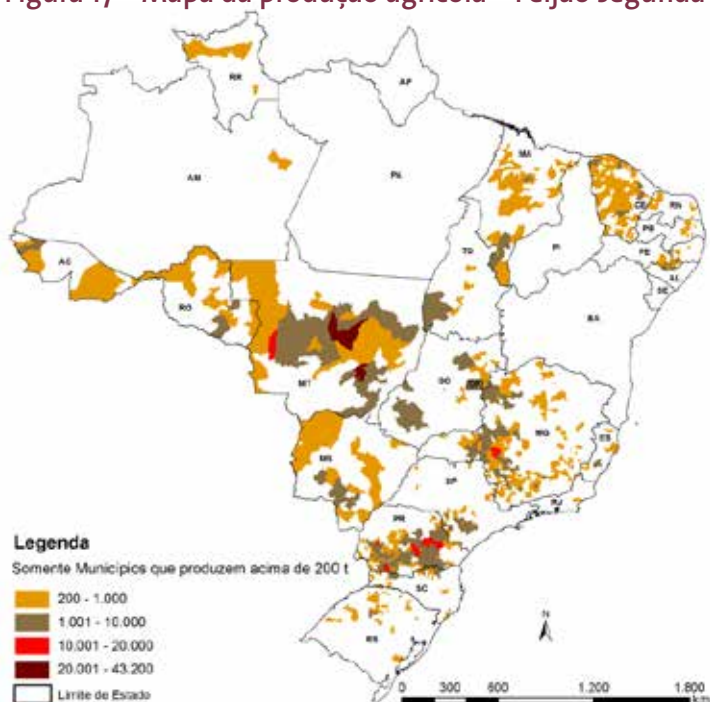 Figura 17 – Mapa da produção agrícola – Feijão segunda
RR
AP
AM
PA
MA
CE
RN
PB
PE
AL
SE
PI
TO
AC
RO
BA
MT
GO
DF
MG
ES
MS
SP
RJ
PR
SC
RS
Legenda
Somente Municípios que produzem acima de 200 t
200 - 1.000
1.001 - 10.000
10.001 - 20.000
20.001 - 43.200
Limite de Estado
N
0 300 600 1.200 1.800